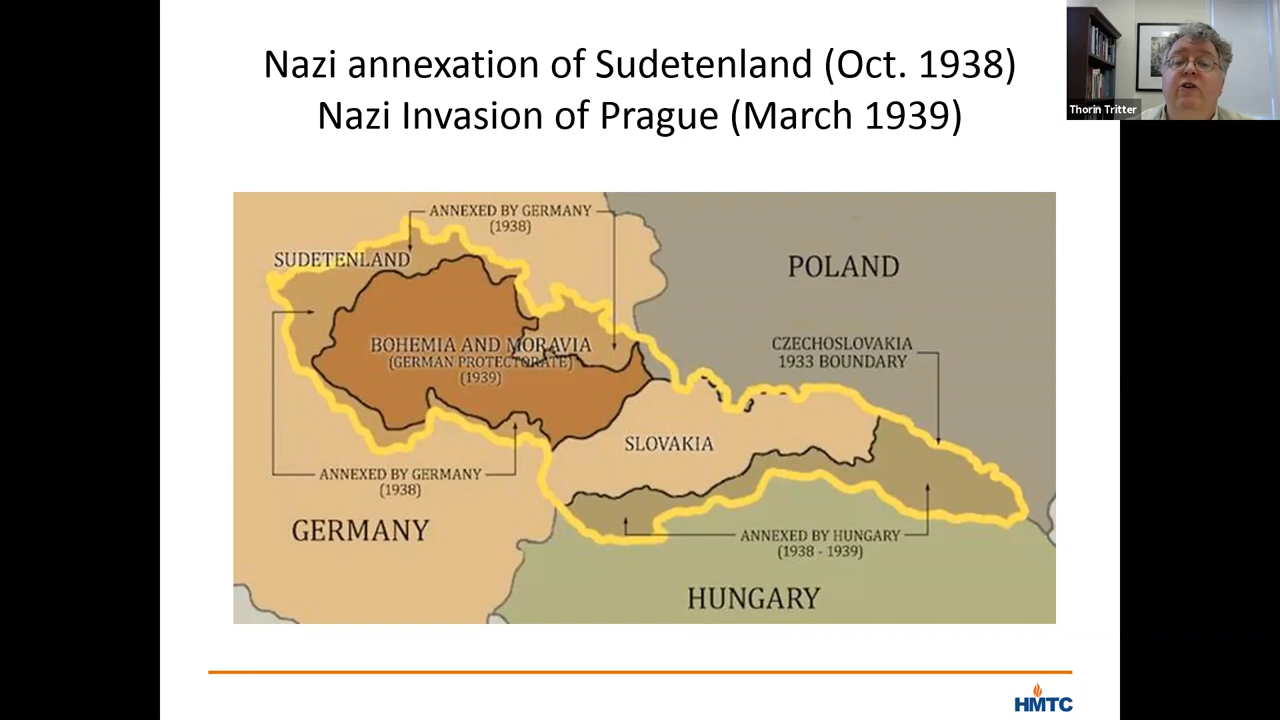 Nazi annexation of Sudetenland (Oct. 1938)
Nazi Invasion of Prague (March 1939)
Thorin Tritter
ANNEXED BY GERMANY
(1938)
SUDETENLAND
POLAND
BOHEMIA AND MORAVIA
(GERMAN PROTECTORATE)
(1939)
CZECHOSLOVAKIA
1933 BOUNDARY
SLOVAKIA
ANNEXED BY GERMANY
(1938)
GERMANY
ANNEXED BY HUNGARY
(1938 - 1939)
HUNGARY
HMTC